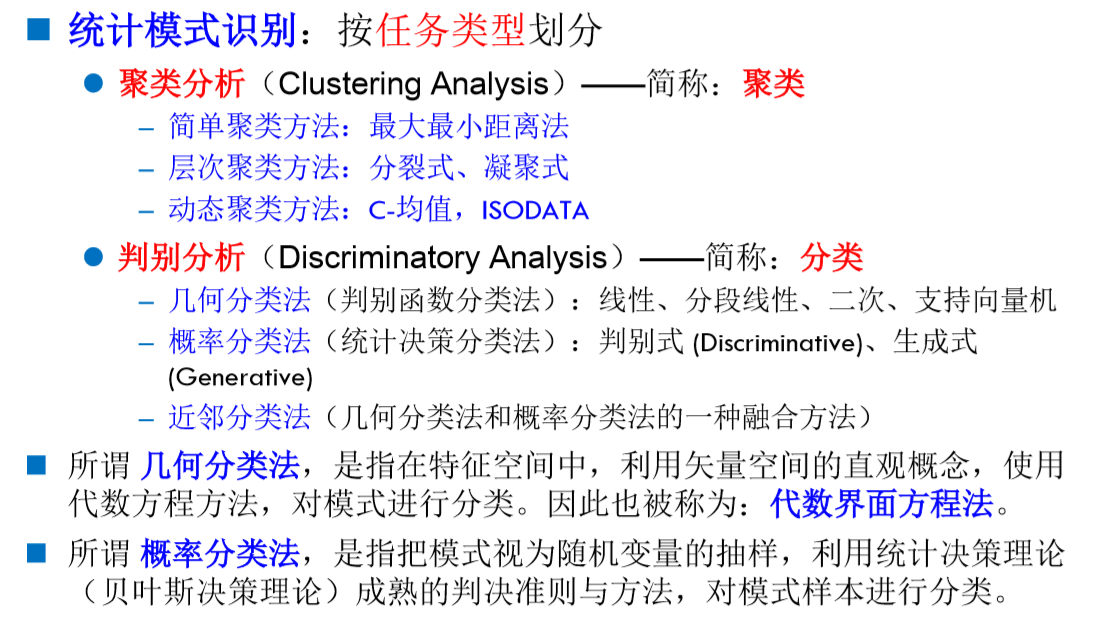 ■ 统计模式识别：按任务类型划分
● 聚类分析（Clustering Analysis）——简称：聚类
– 简单聚类方法：最大最小距离法
– 层次聚类方法：分裂式、凝聚式
– 动态聚类方法：C-均值，ISODATA
● 判别分析（Discriminatory Analysis）——简称：分类
– 几何分类法（判别函数分类法）：线性、分段线性、二次、支持向量机
– 概率分类法（统计决策分类法）：判别式 (Discriminative)、生成式
(Generative)
– 近邻分类法（几何分类法和概率分类法的一种融合方法）
■ 所谓 几何分类法，是指在特征空间中，利用矢量空间的直观概念，使用
代数方程方法，对模式进行分类。因此也被称为：代数界面方程法。
■ 所谓 概率分类法，是指把模式视为随机变量的抽样，利用统计决策理论
（贝叶斯决策理论）成熟的判决准则与方法，对模式样本进行分类。